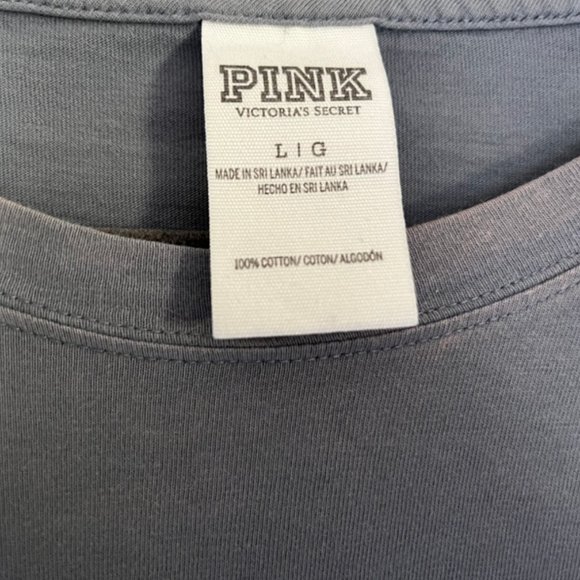 PINK
VICTORIA'S SECRET
L | G
MADE IN SRI LANKA/ FAIT AU SRI LANKA/
HECHO EN SRI LANKA
100% COTTON/ COTON/ ALGODÓN